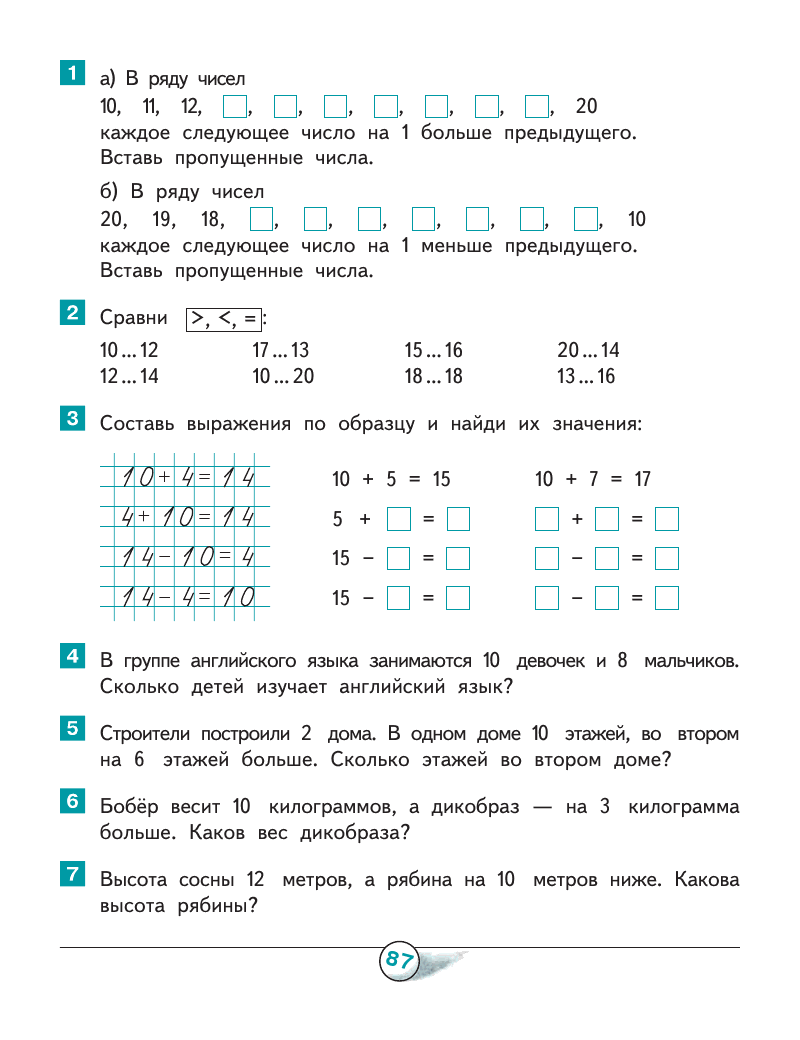 1 а) В ряду чисел
10, 11, 12, □, □, □, □, □, □, □, 20
каждое следующее число на 1 больше предыдущего.
Вставь пропущенные числа.
б) В ряду чисел
20, 19, 18, □, □, □, □, □, □, □, 10
каждое следующее число на 1 меньше предыдущего.
Вставь пропущенные числа.
2 Сравни >, <, = :
10 ... 12 17 ... 13 15 ... 16 20 ... 14
12 ... 14 10 ... 20 18 ... 18 13 ... 16
3 Составь выражения по образцу и найди их значения:
10 + 4 = 14 10 + 5 = 15 10 + 7 = 17
4 + 10 = 14 5 + □ = □ □ + □ = □
14 − 10 = 4 15 − □ = □ □ − □ = □
14 − 4 = 10 15 − □ = □ □ − □ = □
4 В группе английского языка занимаются 10 девочек и 8 мальчиков.
Сколько детей изучает английский язык?
5 Строители построили 2 дома. В одном доме 10 этажей, во втором
на 6 этажей больше. Сколько этажей во втором доме?
6 Бобёр весит 10 килограммов, а дикобраз — на 3 килограмма
больше. Каков вес дикобраза?
7 Высота сосны 12 метров, а рябина на 10 метров ниже. Какова
высота рябины?
87